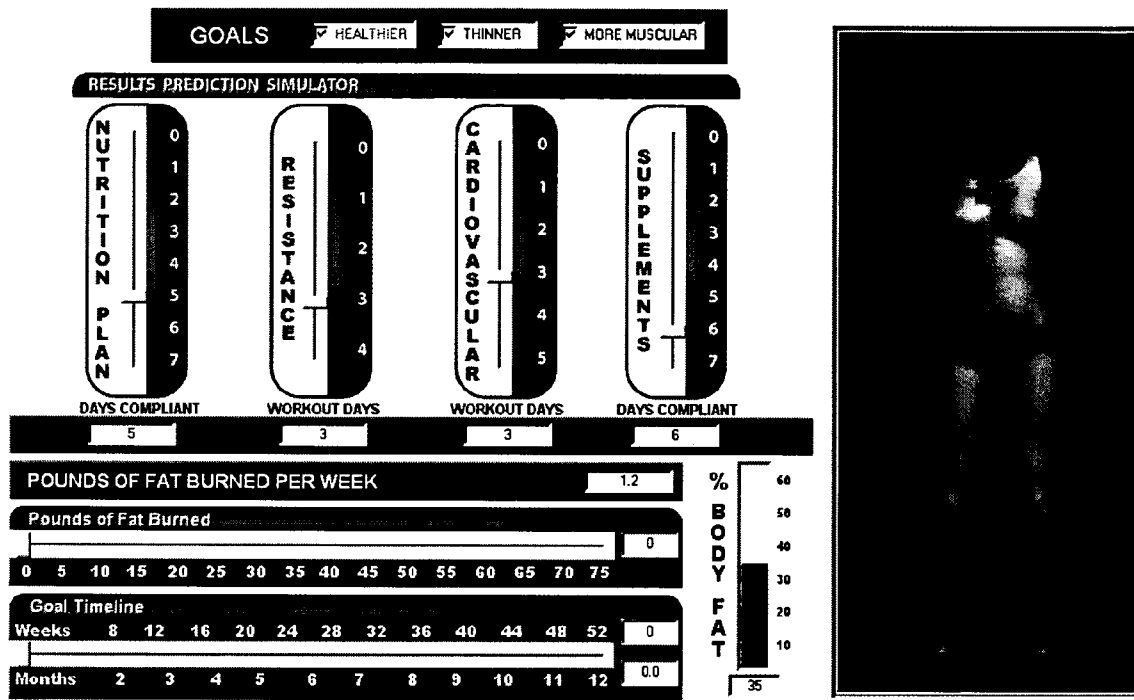 GOALS HEALTHIER THINNER MORE MUSCULAR
RESULTS PREDICTION SIMULATOR
NUTRITION PLAN
0
1
2
3
4
5
6
7
RESISTANCE
0
1
2
3
4
CARDIOVASCULAR
0
1
2
3
4
5
SUPPLEMENTS
0
1
2
3
4
5
6
7
DAYS COMPLIANT WORKOUT DAYS WORKOUT DAYS DAYS COMPLIANT
5 3 3 6
POUNDS OF FAT BURNED PER WEEK 1.2
Pounds of Fat Burned
0
0 5 10 15 20 25 30 35 40 45 50 55 60 65 70 75
Goal Timeline
Weeks 8 12 16 20 24 28 32 36 40 44 48 52 0
0.0
Months 2 3 4 5 6 7 8 9 10 11 12
% BODY FAT
60
50
40
30
20
10
35